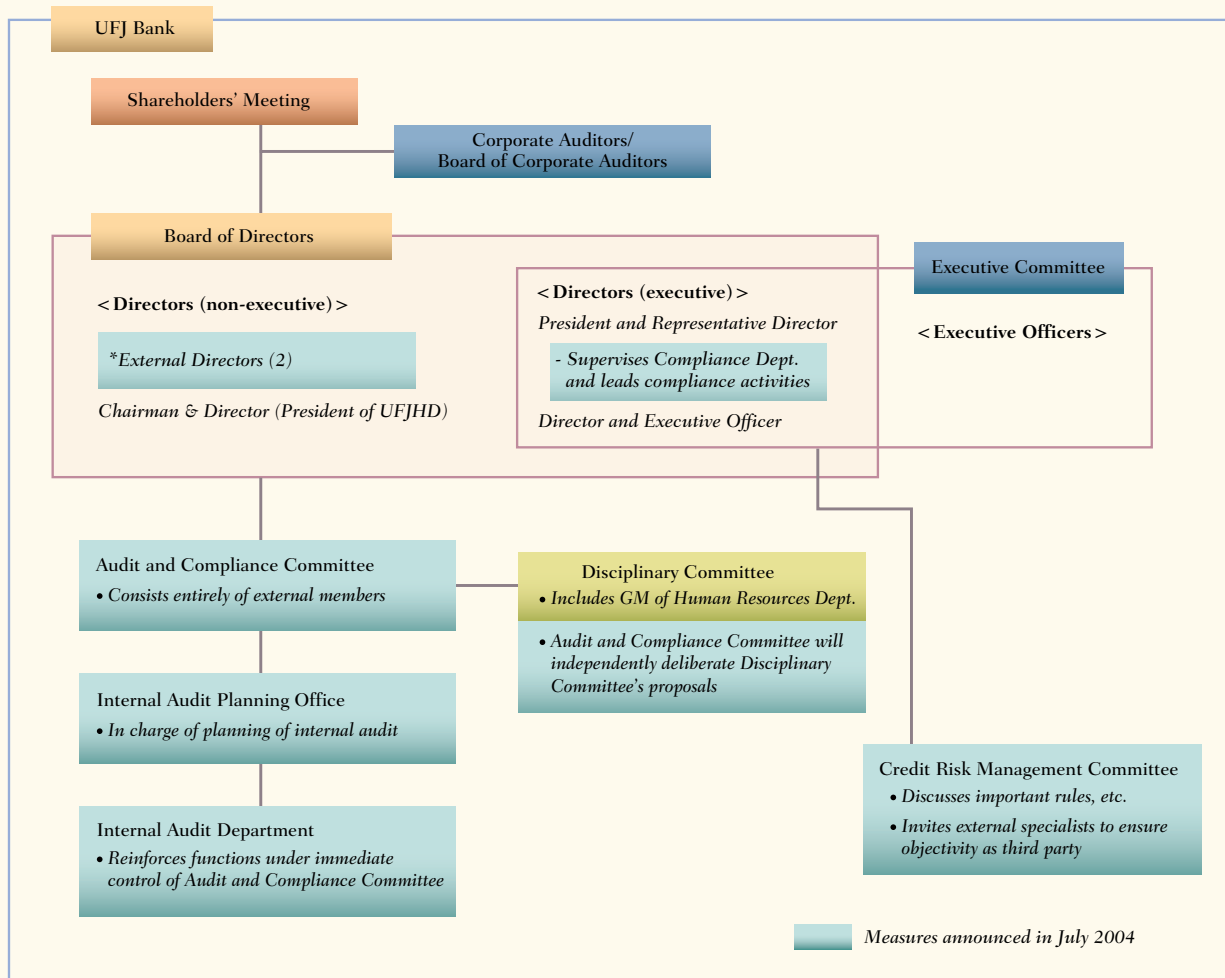 UFJ Bank
Shareholders' Meeting
Corporate Auditors/
Board of Corporate Auditors
Board of Directors
Executive Committee
<Directors (non-executive)>
*External Directors (2)
Chairman & Director (President of UFJHD)
<Directors (executive)>
President and Representative Director
- Supervises Compliance Dept.
and leads compliance activities
Director and Executive Officer
<Executive Officers>
Audit and Compliance Committee
• Consists entirely of external members
Disciplinary Committee
• Includes GM of Human Resources Dept.
• Audit and Compliance Committee will
independently deliberate Disciplinary
Committee's proposals
Internal Audit Planning Office
• In charge of planning of internal audit
Internal Audit Department
• Reinforces functions under immediate
control of Audit and Compliance Committee
Credit Risk Management Committee
• Discusses important rules, etc.
• Invites external specialists to ensure
objectivity as third party
Measures announced in July 2004